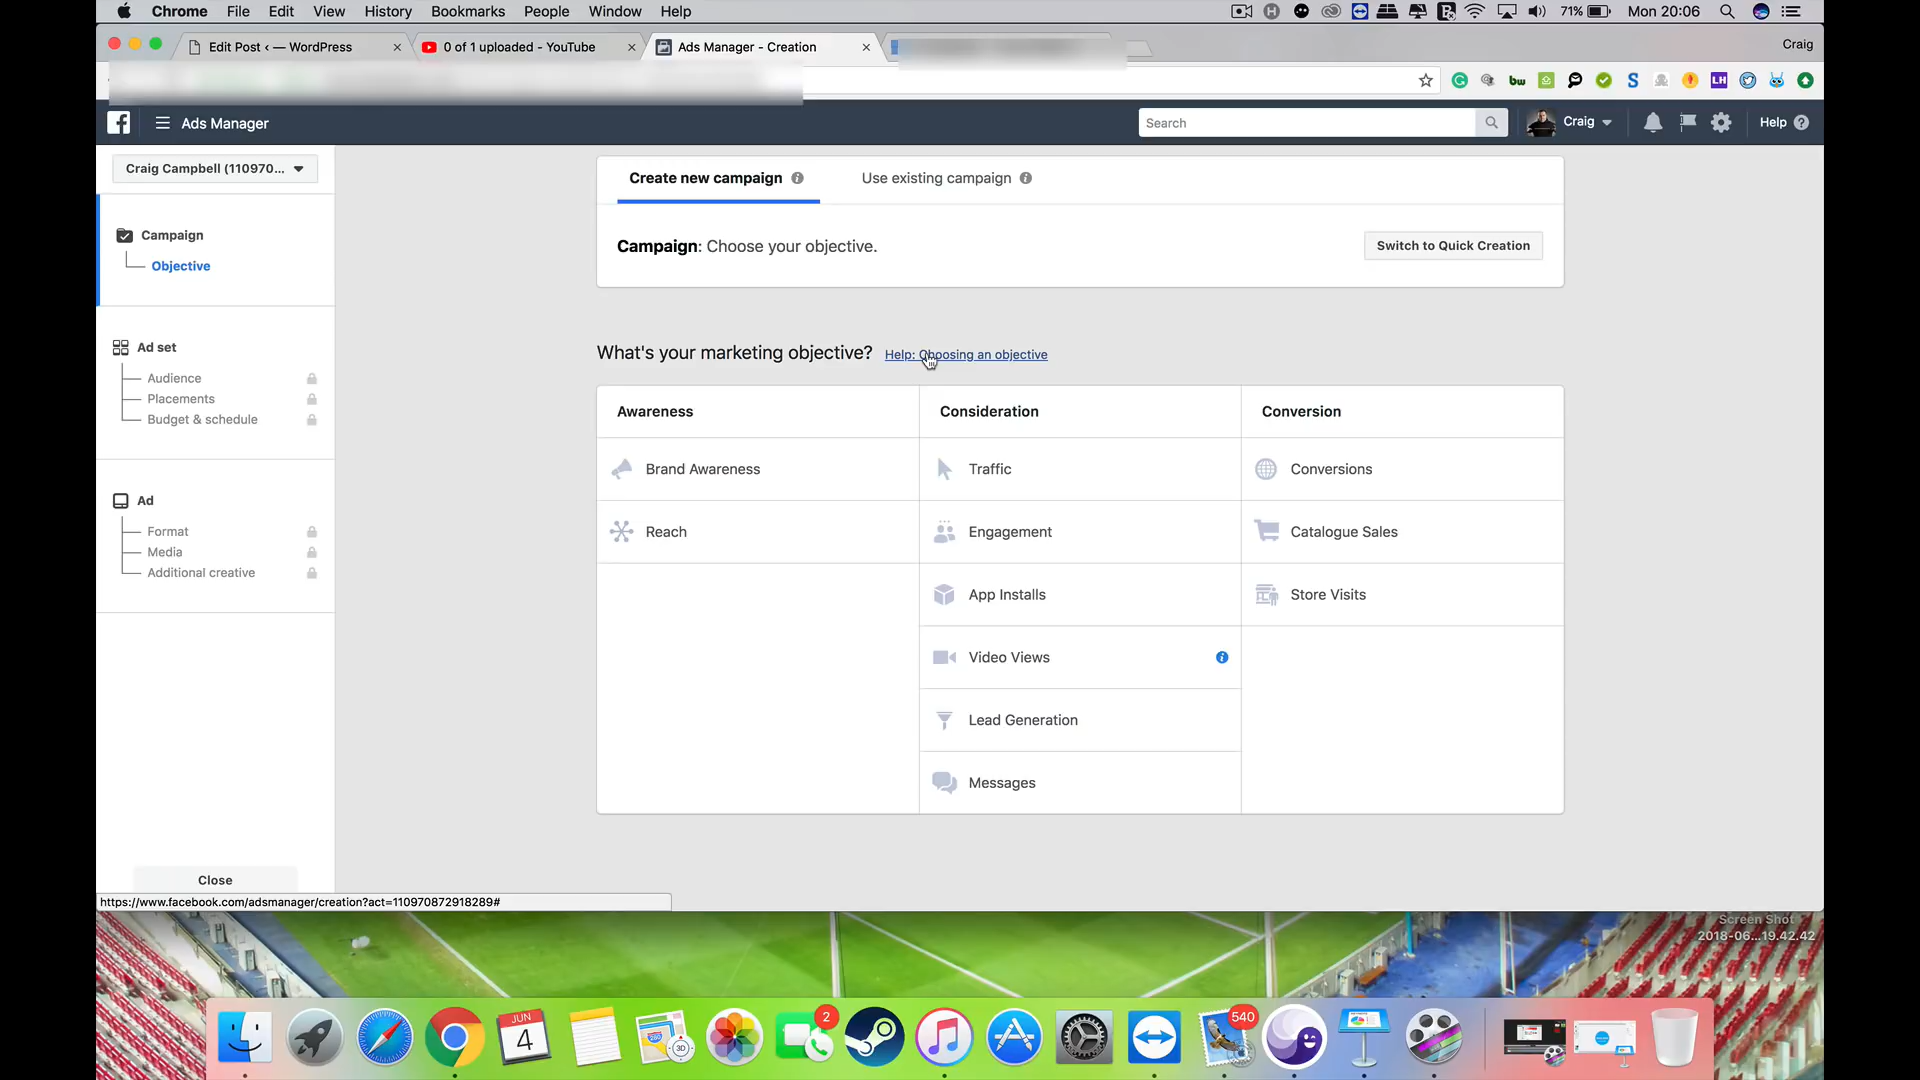 Chrome File Edit View History Bookmarks People Window Help 71% Mon 20:06
Edit Post ‹ — WordPress 0 of 1 uploaded - YouTube Ads Manager - Creation Craig
bw S LH
Ads Manager Search Craig Help
Craig Campbell (110970...
Create new campaign Use existing campaign
Campaign: Choose your objective. Switch to Quick Creation
Campaign
Objective
Ad set
Audience
Placements
Budget & schedule
Ad
Format
Media
Additional creative
Close
What's your marketing objective? Help: Choosing an objective
Awareness Consideration Conversion
Brand Awareness Traffic Conversions
Reach Engagement Catalogue Sales
App Installs Store Visits
Video Views
Lead Generation
Messages
https://www.facebook.com/adsmanager/creation?act=110970872918289#
Screen Shot
2018-06...19.42.42
JUN
4
3D
2
540